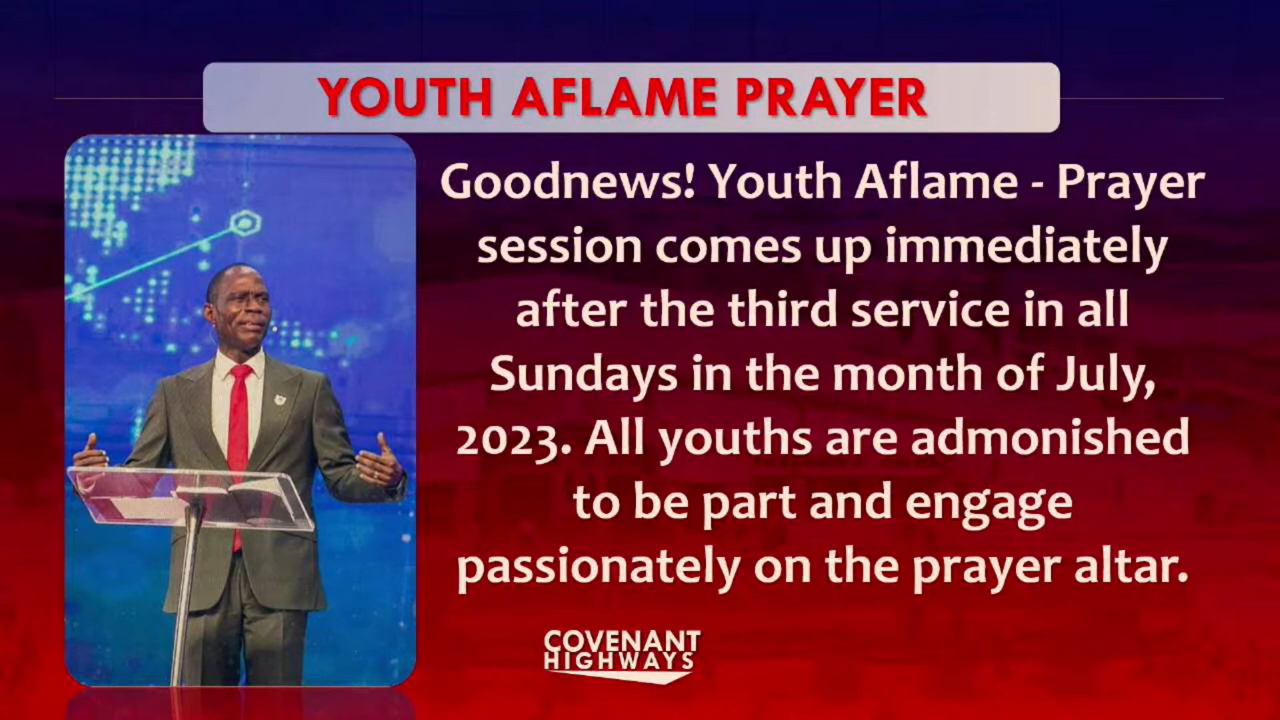 YOUTH AFLAME PRAYER
Goodnews! Youth Aflame - Prayer
session comes up immediately
after the third service in all
Sundays in the month of July,
2023. All youths are admonished
to be part and engage
passionately on the prayer altar.
COVENANT
HIGHWAYS